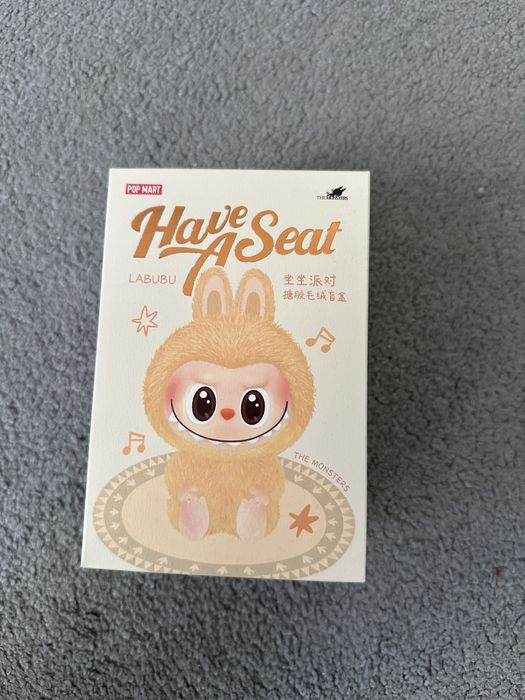 POP MART
THE MONSTERS
Have A Seat
LABUBU
坐坐派对
搪胶毛绒盲盒
THE MONSTERS